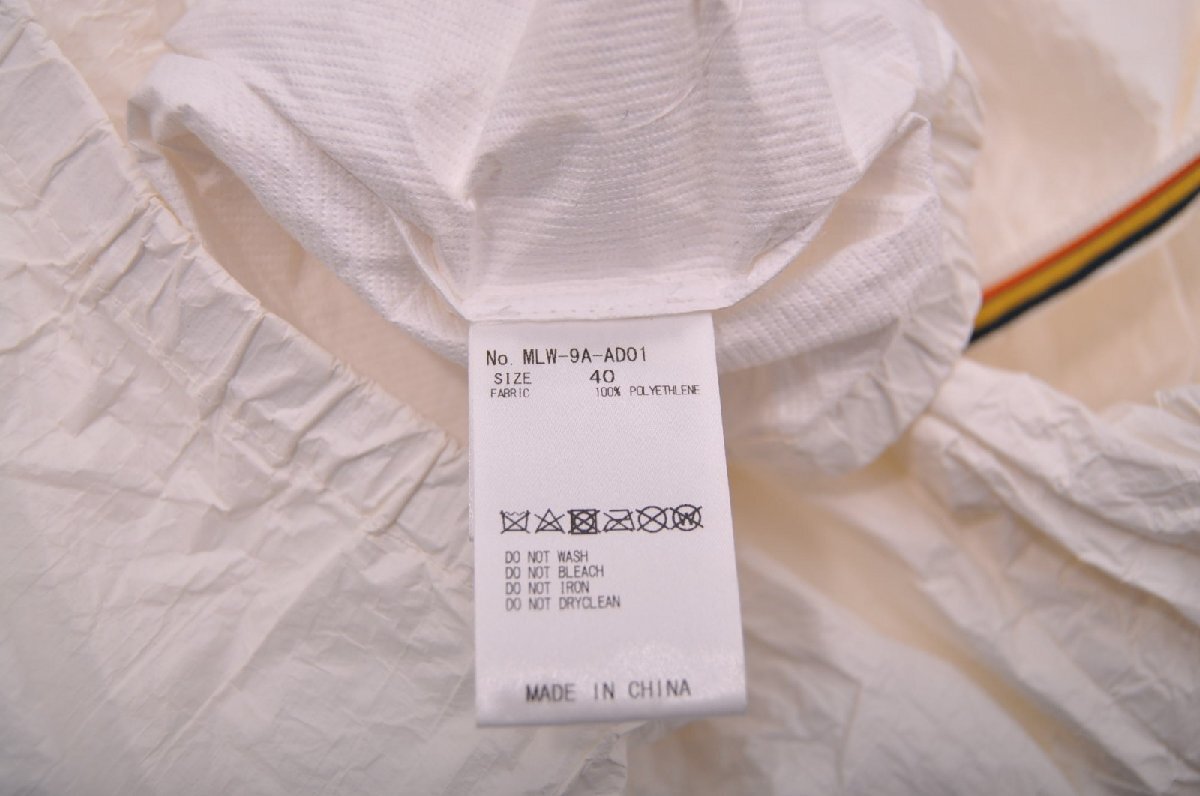 No. MLW-9A-AD01
SIZE 40
FABRIC 100% POLYETHLENE
DO NOT WASH
DO NOT BLEACH
DO NOT IRON
DO NOT DRYCLEAN
MADE IN CHINA